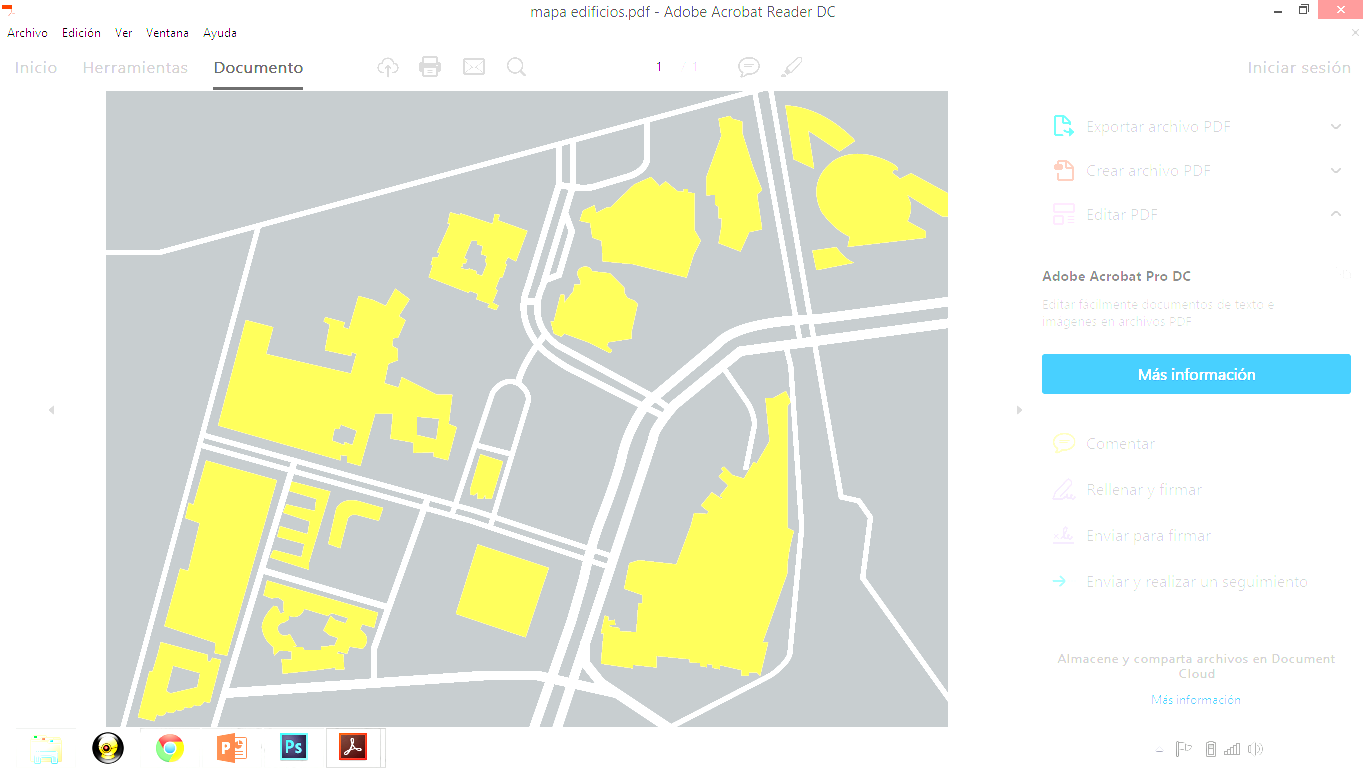 mapa edificios.pdf - Adobe Acrobat Reader DC
Archivo Edición Ver Ventana Ayuda
Inicio Herramientas Documento 1 / 1 Iniciar sesión
Exportar archivo PDF
Crear archivo PDF
Editar PDF
Adobe Acrobat Pro DC
Editar fácilmente documentos de texto e
imágenes en archivos PDF
Más información
Comentar
Rellenar y firmar
Enviar para firmar
Enviar y realizar un seguimiento
Almacene y comparta archivos en Document
Cloud
Más información
Ps